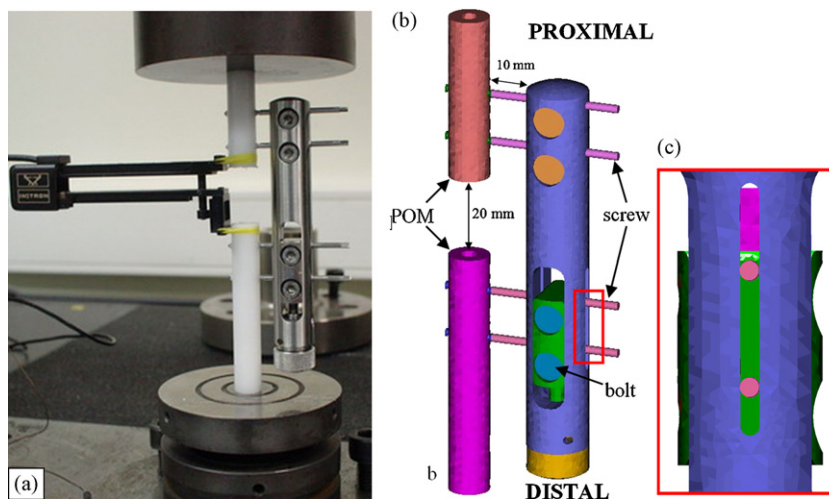 (a)
INSTRON
(b)
PROXIMAL
10 mm
POM
20 mm
screw
bolt
b
DISTAL
(c)